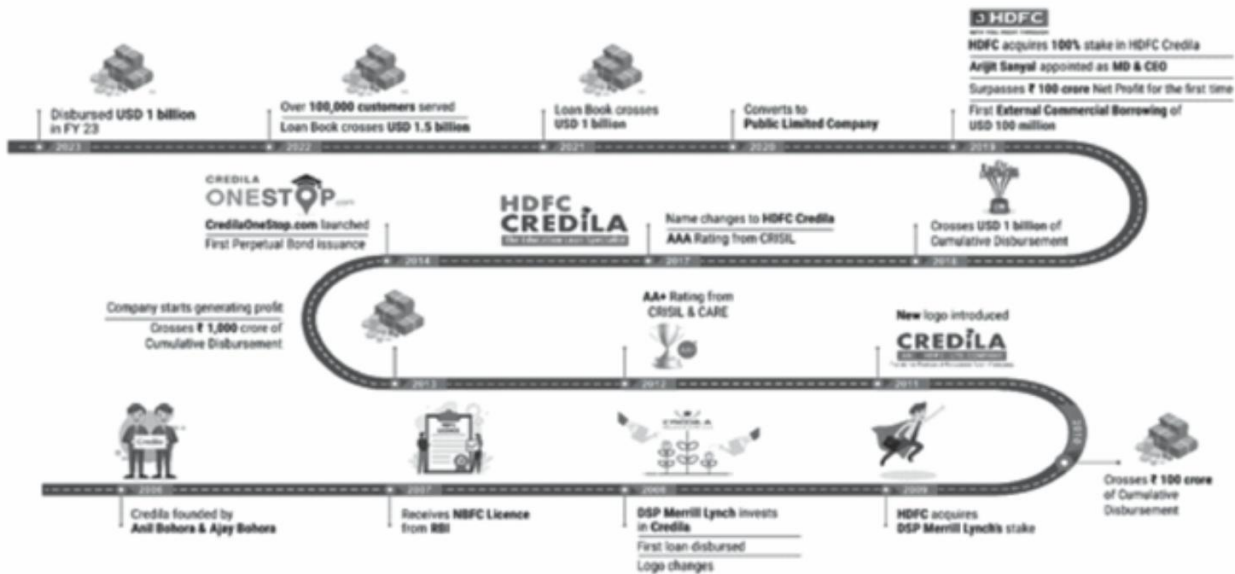 HDFC
HDFC acquires 100% stake in HDFC Credila
Arijit Sanyal appointed as MD & CEO
Surpasses ₹ 100 crore Net Profit for the first time
First External Commercial Borrowing of
USD 100 million
2019
Converts to
Public Limited Company
2020
Loan Book crosses
USD 1 billion
2021
Over 100,000 customers served
Loan Book crosses USD 1.5 billion
2022
Disbursed USD 1 billion
in FY 23
2023
CREDILA
ONESTOP.com
CredilaOneStop.com launched
First Perpetual Bond issuance
2014
HDFC
CREDILA
Name changes to HDFC Credila
AAA Rating from CRISIL
2017
Crosses USD 1 billion of
Cumulative Disbursement
2018
Company starts generating profit
Crosses ₹ 1,000 crore of
Cumulative Disbursement
2013
AA+ Rating from
CRISIL & CARE
2012
New logo introduced
CREDILA
2011
2010
Crosses ₹ 100 crore
of Cumulative
Disbursement
Credila
2006
Credila founded by
Anil Bohora & Ajay Bohora
2007
Receives NBFC Licence
from RBI
CREDILA
2008
DSP Merrill Lynch invests
in Credila
First loan disbursed
Logo changes
2009
HDFC acquires
DSP Merrill Lynch's stake